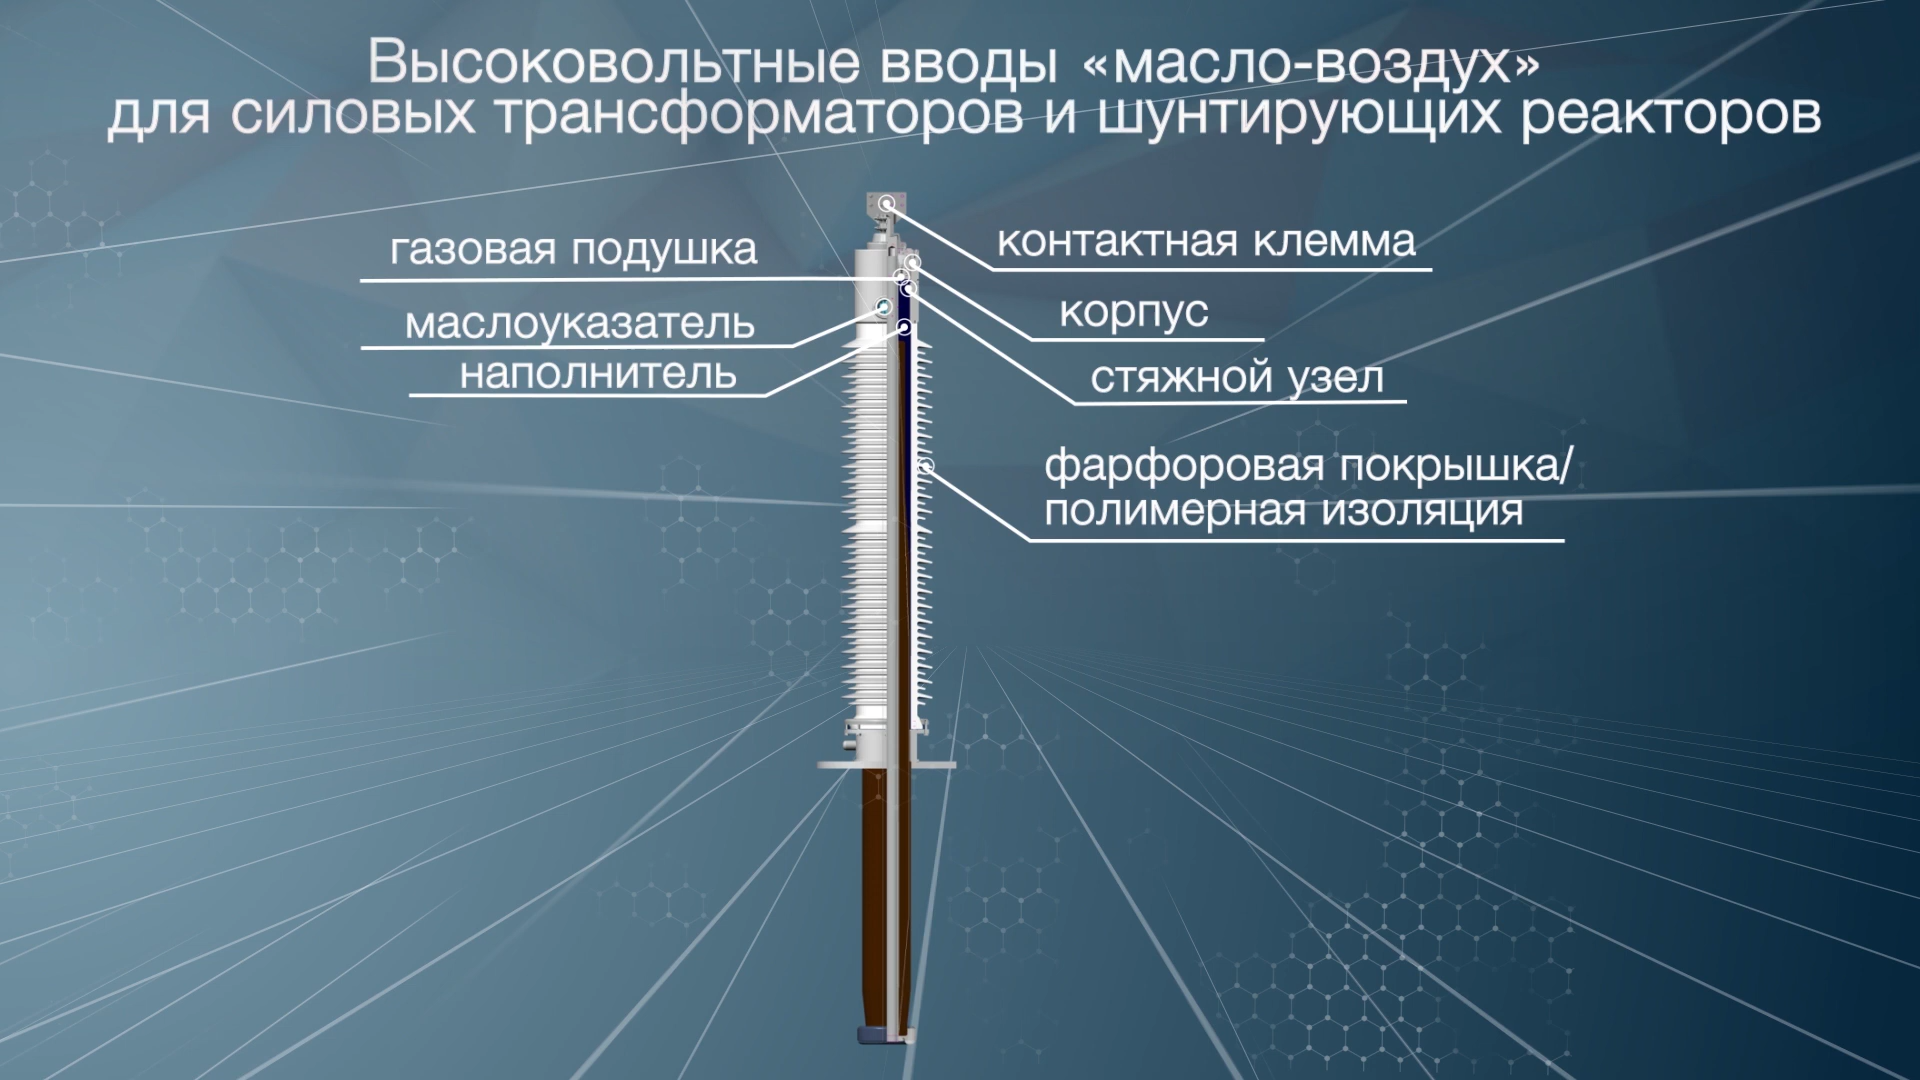 Высоковольтные вводы «масло-воздух»
для силовых трансформаторов и шунтирующих реакторов
газовая подушка
маслоуказатель
наполнитель
контактная клемма
корпус
стяжной узел
фарфоровая покрышка/
полимерная изоляция